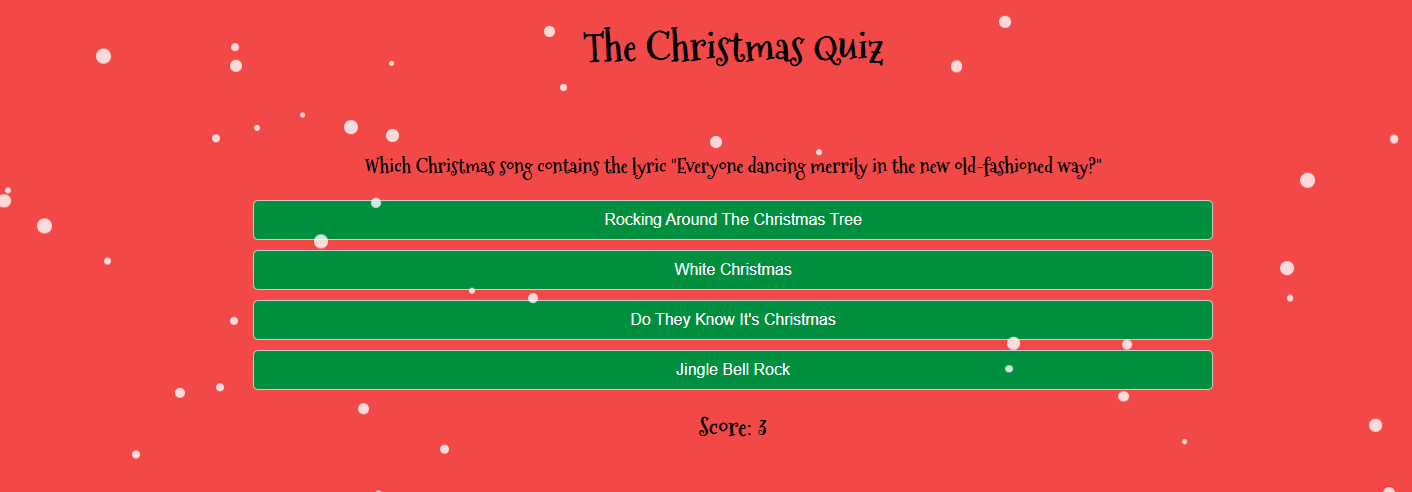 The Christmas Quiz
Which Christmas song contains the lyric "Everyone dancing merrily in the new old-fashioned way?"
Rocking Around The Christmas Tree
White Christmas
Do They Know It's Christmas
Jingle Bell Rock
Score: 3